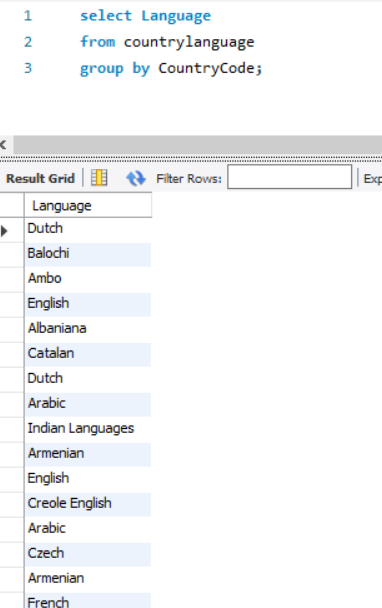 1 select Language
2 from countrylanguage
3 group by CountryCode;
Result Grid Filter Rows: Exp
Language
Dutch
Balochi
Ambo
English
Albaniana
Catalan
Dutch
Arabic
Indian Languages
Armenian
English
Creole English
Arabic
Czech
Armenian
French